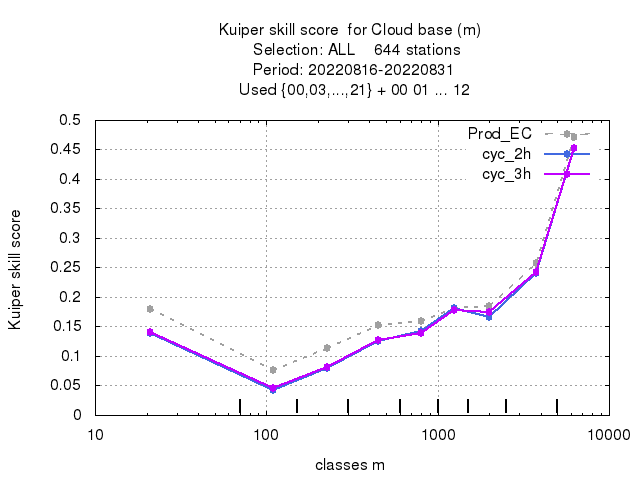 Kuiper skill score  for Cloud base (m)
Selection: ALL    644 stations
Period: 20220816-20220831
Used {00,03,...,21} + 00 01 ... 12
0.5
0.45
0.4
0.35
0.3
0.25
0.2
0.15
0.1
0.05
0
Kuiper skill score
Prod_EC
cyc_2h
cyc_3h
10 100 1000 10000
classes m